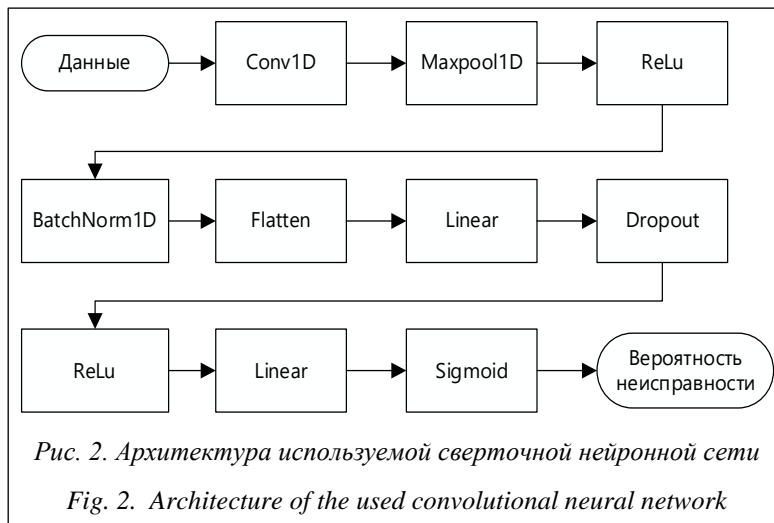 Данные
Conv1D
Maxpool1D
ReLu
BatchNorm1D
Flatten
Linear
Dropout
ReLu
Linear
Sigmoid
Вероятность
неисправности
Рис. 2. Архитектура используемой сверточной нейронной сети
Fig. 2. Architecture of the used convolutional neural network